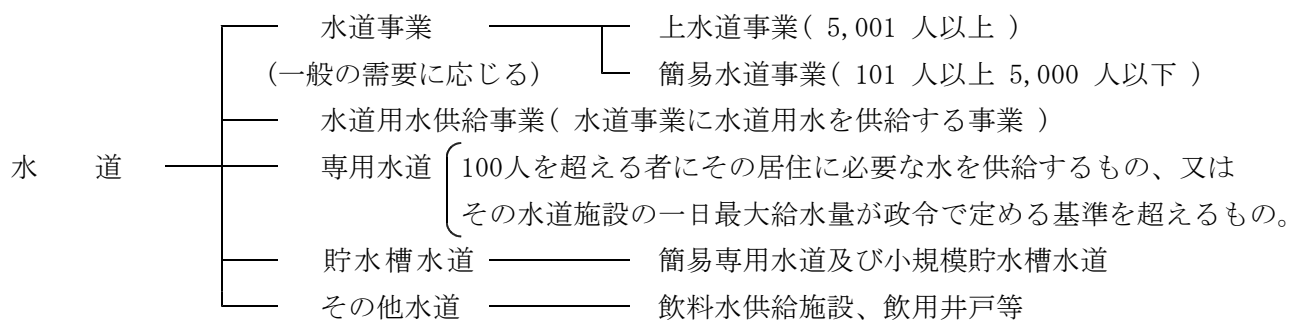 水道事業 上水道事業( 5,001 人以上 )
(一般の需要に応じる) 簡易水道事業( 101 人以上 5,000 人以下 )
水道用水供給事業( 水道事業に水道用水を供給する事業 )
水 道 専用水道 100人を超える者にその居住に必要な水を供給するもの、又は
その水道施設の一日最大給水量が政令で定める基準を超えるもの。
貯水槽水道 簡易専用水道及び小規模貯水槽水道
その他水道 飲料水供給施設、飲用井戸等